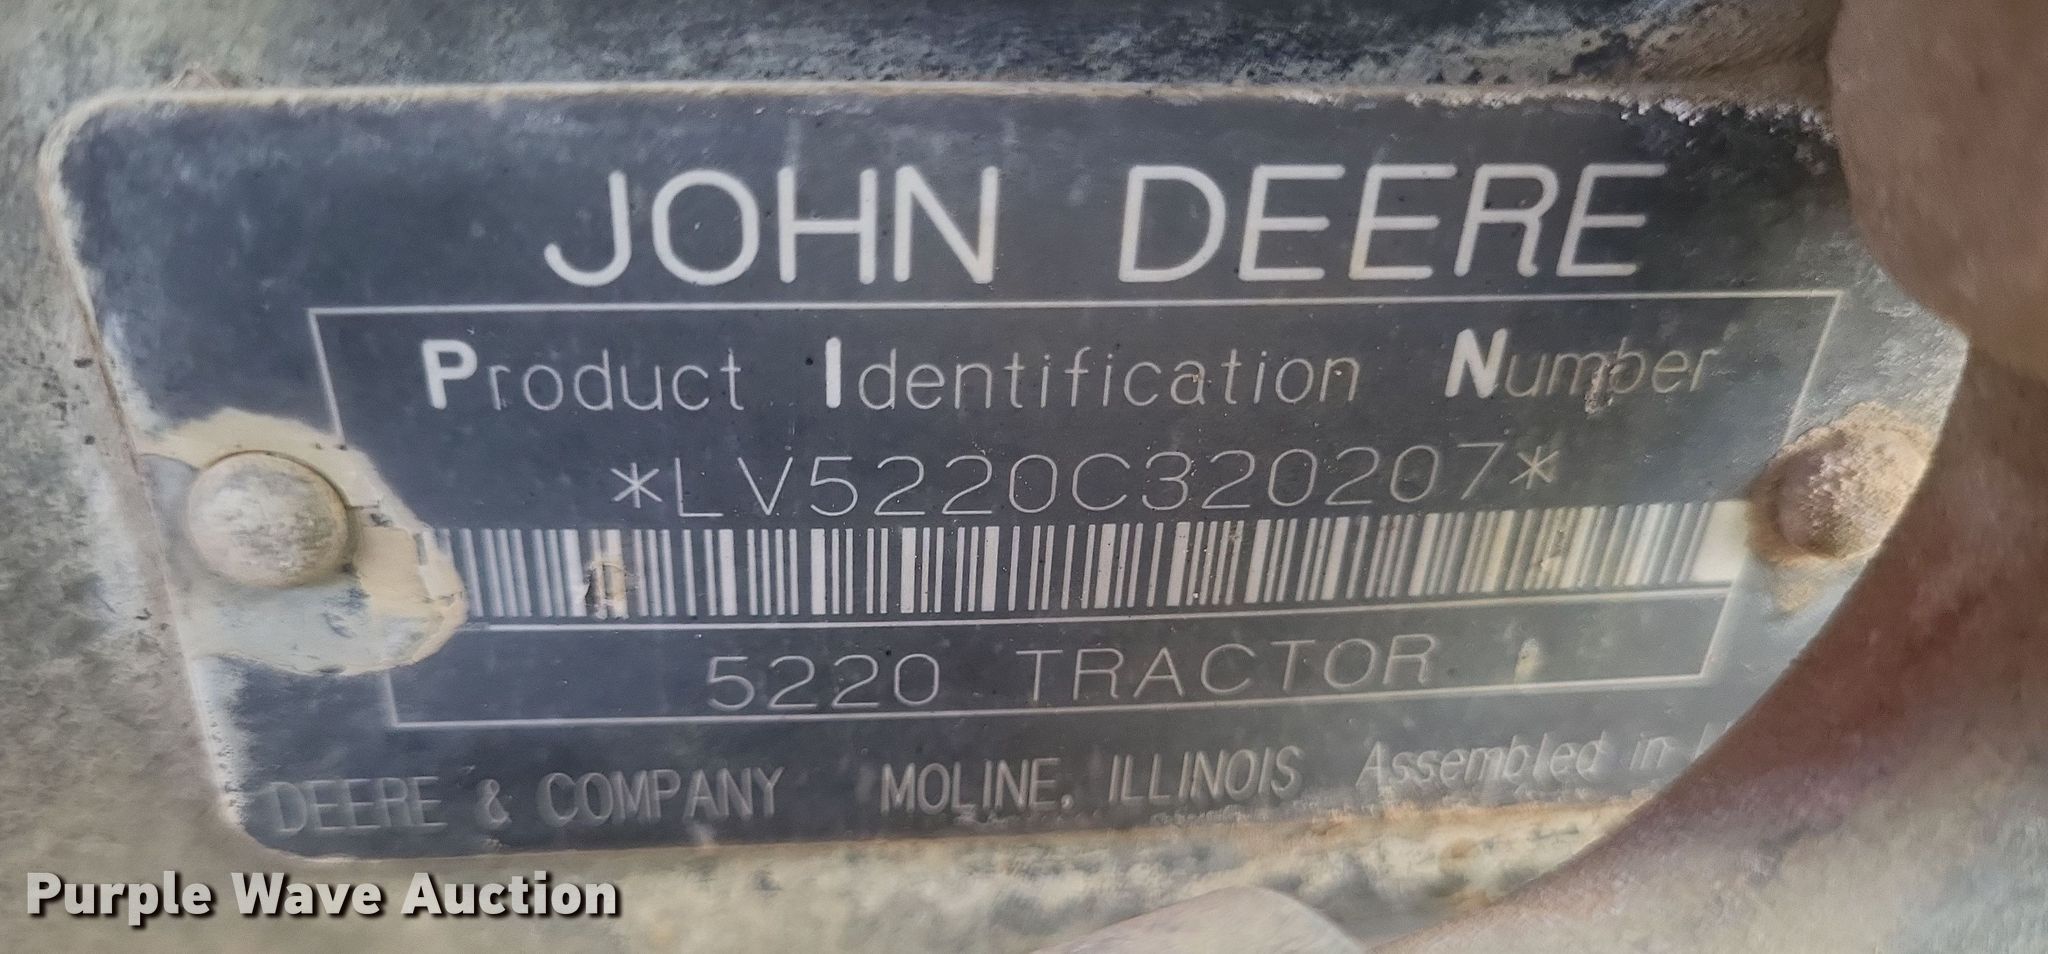 JOHN DEERE
Product Identification Number
*LV5220C320207*
5220 TRACTOR
DEERE & COMPANY MOLINE, ILLINOIS Assembled in
Purple Wave Auction